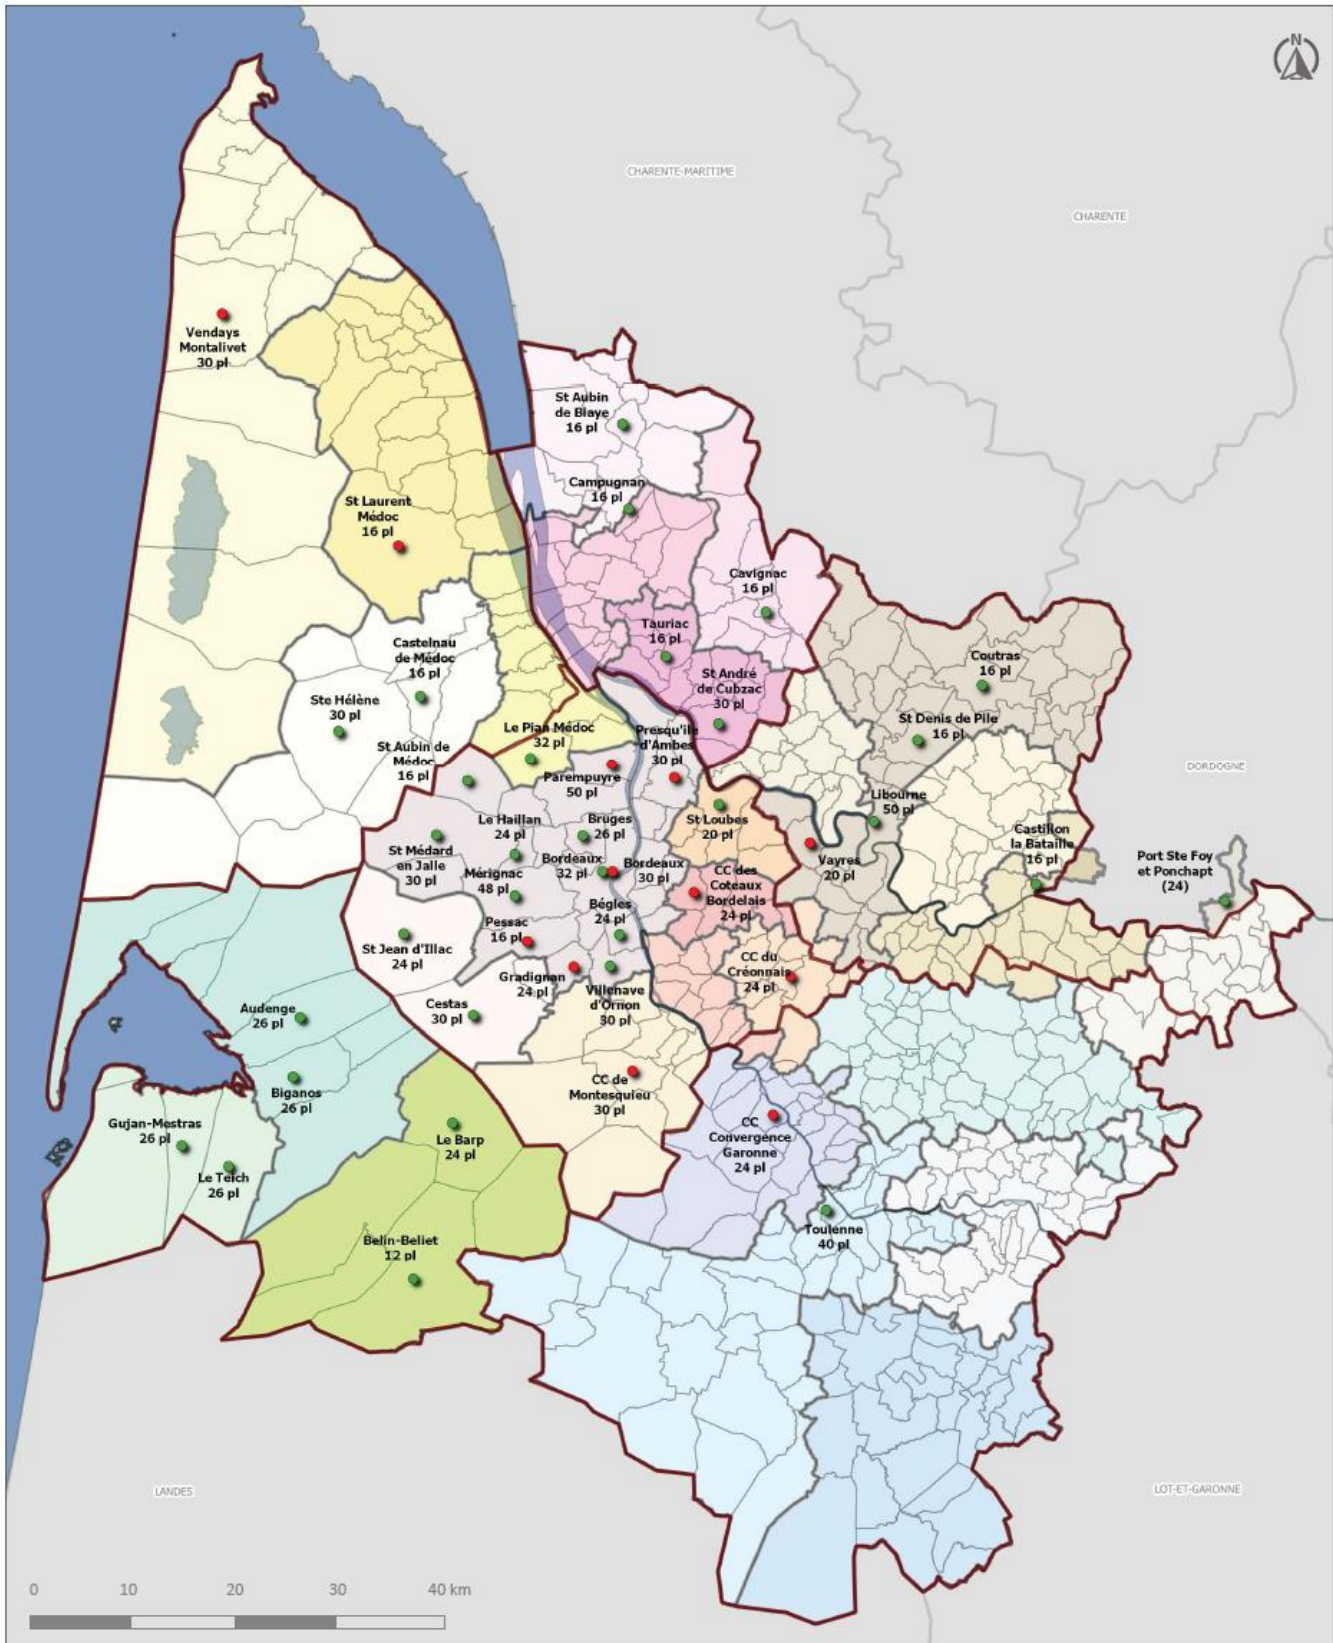 N
CHARENTE-MARITIME
CHARENTE
Vendays
Montalivet
30 pl
St Aubin
de Blaye
16 pl
Campugnan
16 pl
St Laurent
Médoc
16 pl
Cavignac
16 pl
Tauriac
16 pl
Castelnau
de Médoc
16 pl
Coutras
16 pl
St André
de Cubzac
30 pl
Ste Hélène
30 pl
St Denis de Pile
16 pl
Le Pian Médoc
32 pl
Presqu'île
d'Ambes
30 pl
St Aubin de
Médoc
16 pl
DORDOGNE
Parempuyre
50 pl
Libourne
50 pl
Le Haillan
24 pl
Bruges
26 pl
St Loubes
20 pl
Castillon
la Bataille
16 pl
St Médard
en Jalle
30 pl
Bordeaux
32 pl
Bordeaux
30 pl
Vayres
20 pl
Port Ste Foy
et Ponchapt
(24)
Mérignac
48 pl
CC des
Coteaux
Bordelais
24 pl
Bégles
24 pl
Pessac
16 pl
St Jean d'Illac
24 pl
CC du
Créonnais
24 pl
Gradignan
24 pl
Villenave
d'Ornon
30 pl
Cestas
30 pl
Audenge
26 pl
Biganos
26 pl
CC de
Montesquieu
30 pl
Gujan-Mestras
26 pl
CC
Convergence
Garonne
24 pl
Le Barp
24 pl
Le Teich
26 pl
Toulenne
40 pl
Belin-Beliet
12 pl
LANDES
LOT-ET-GARONNE
0 10 20 30 40 km